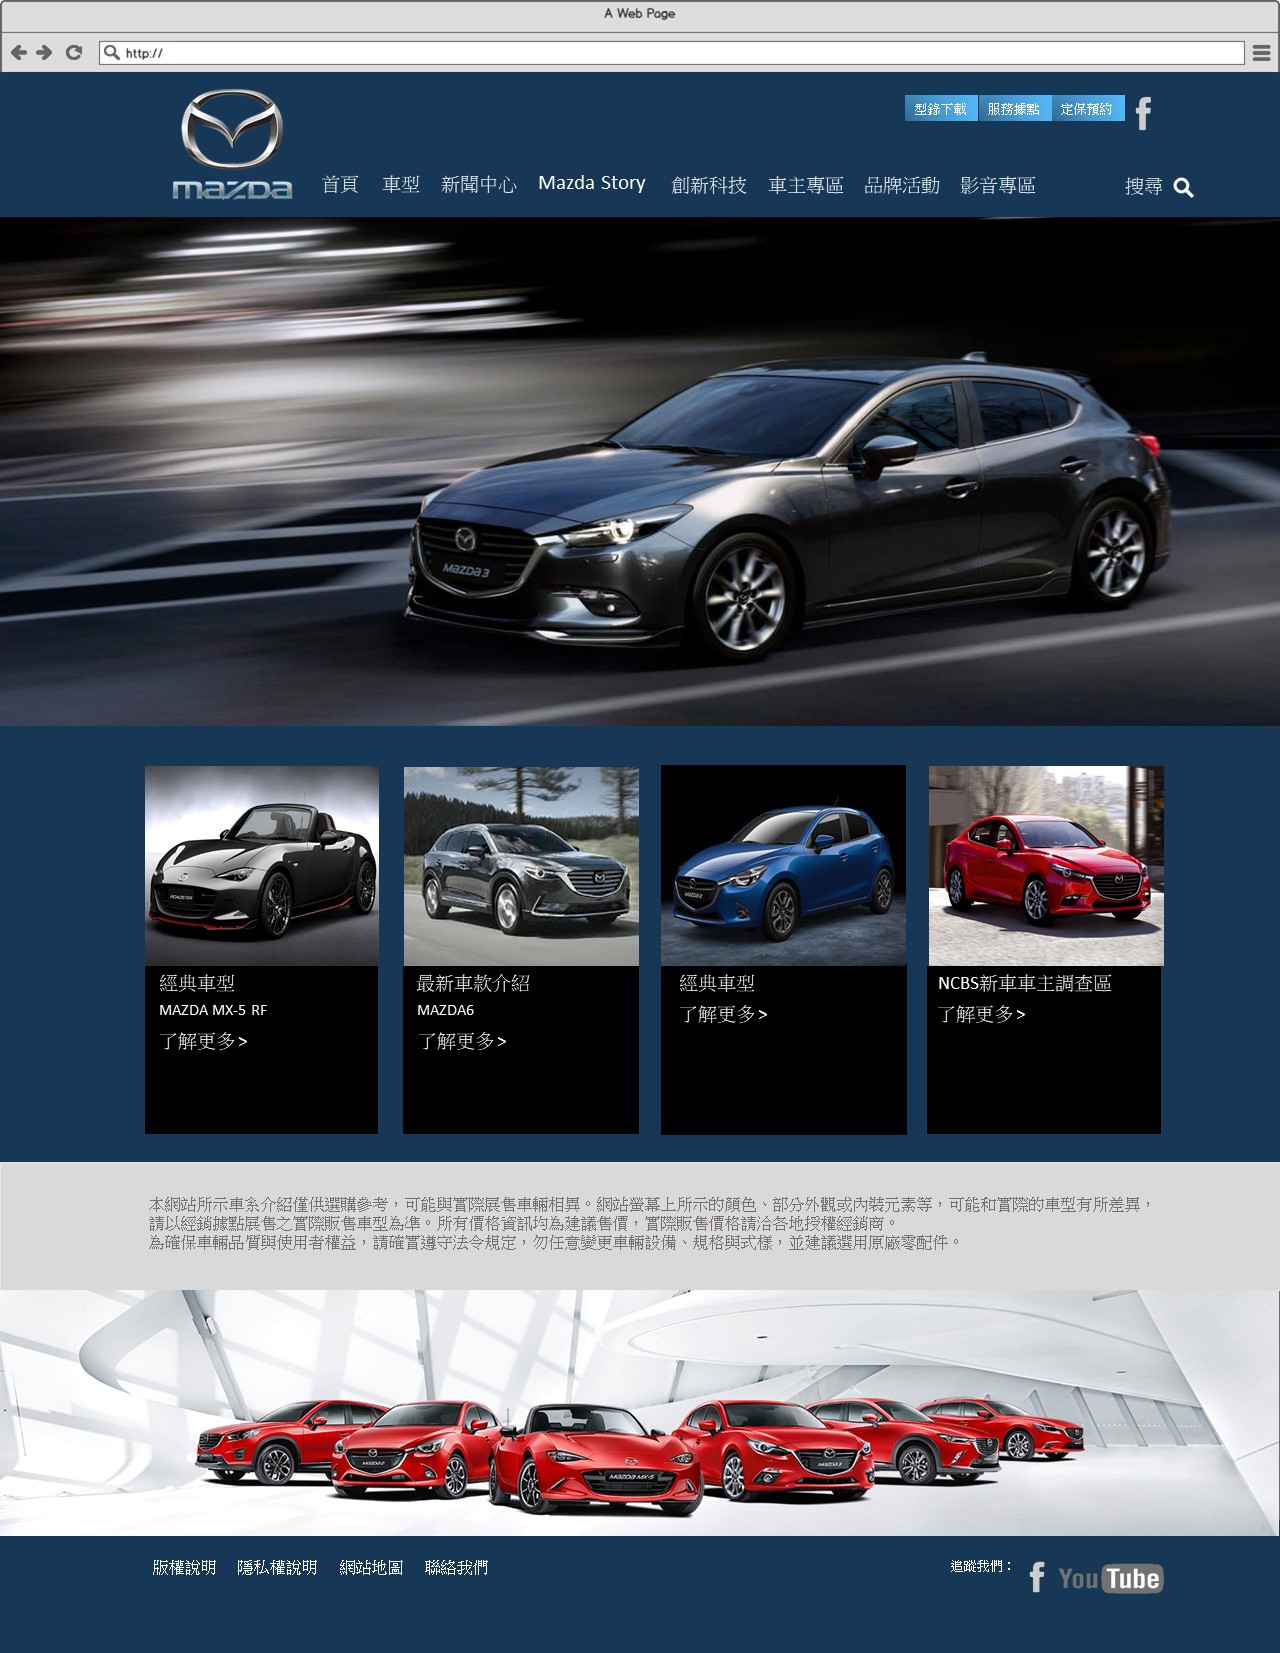 A Web Page
http://
型錄下載 服務據點 定保預約
mazda
首頁 車型 新聞中心 Mazda Story 創新科技 車主專區 品牌活動 影音專區 搜尋
MAZDA 3
ROADSTER
MAZDA 2
經典車型
MAZDA MX-5 RF
了解更多>
最新車款介紹
MAZDA6
了解更多>
經典車型
了解更多>
NCBS新車車主調查區
了解更多>
本網站所示車系介紹僅供選購參考，可能與實際展售車輛相異。網站螢幕上所示的顏色、部分外觀或內裝元素等，可能和實際的車型有所差異，
請以經銷據點展售之實際販售車型為準。所有價格資訊均為建議售價，實際販售價格請洽各地授權經銷商。
為確保車輛品質與使用者權益，請確實遵守法令規定，勿任意變更車輛設備、規格與式樣，並建議選用原廠零配件。
MAZDA 2
MAZDA MX-5
MAZDA 3
版權說明 隱私權說明 網站地圖 聯絡我們
追蹤我們：
YouTube